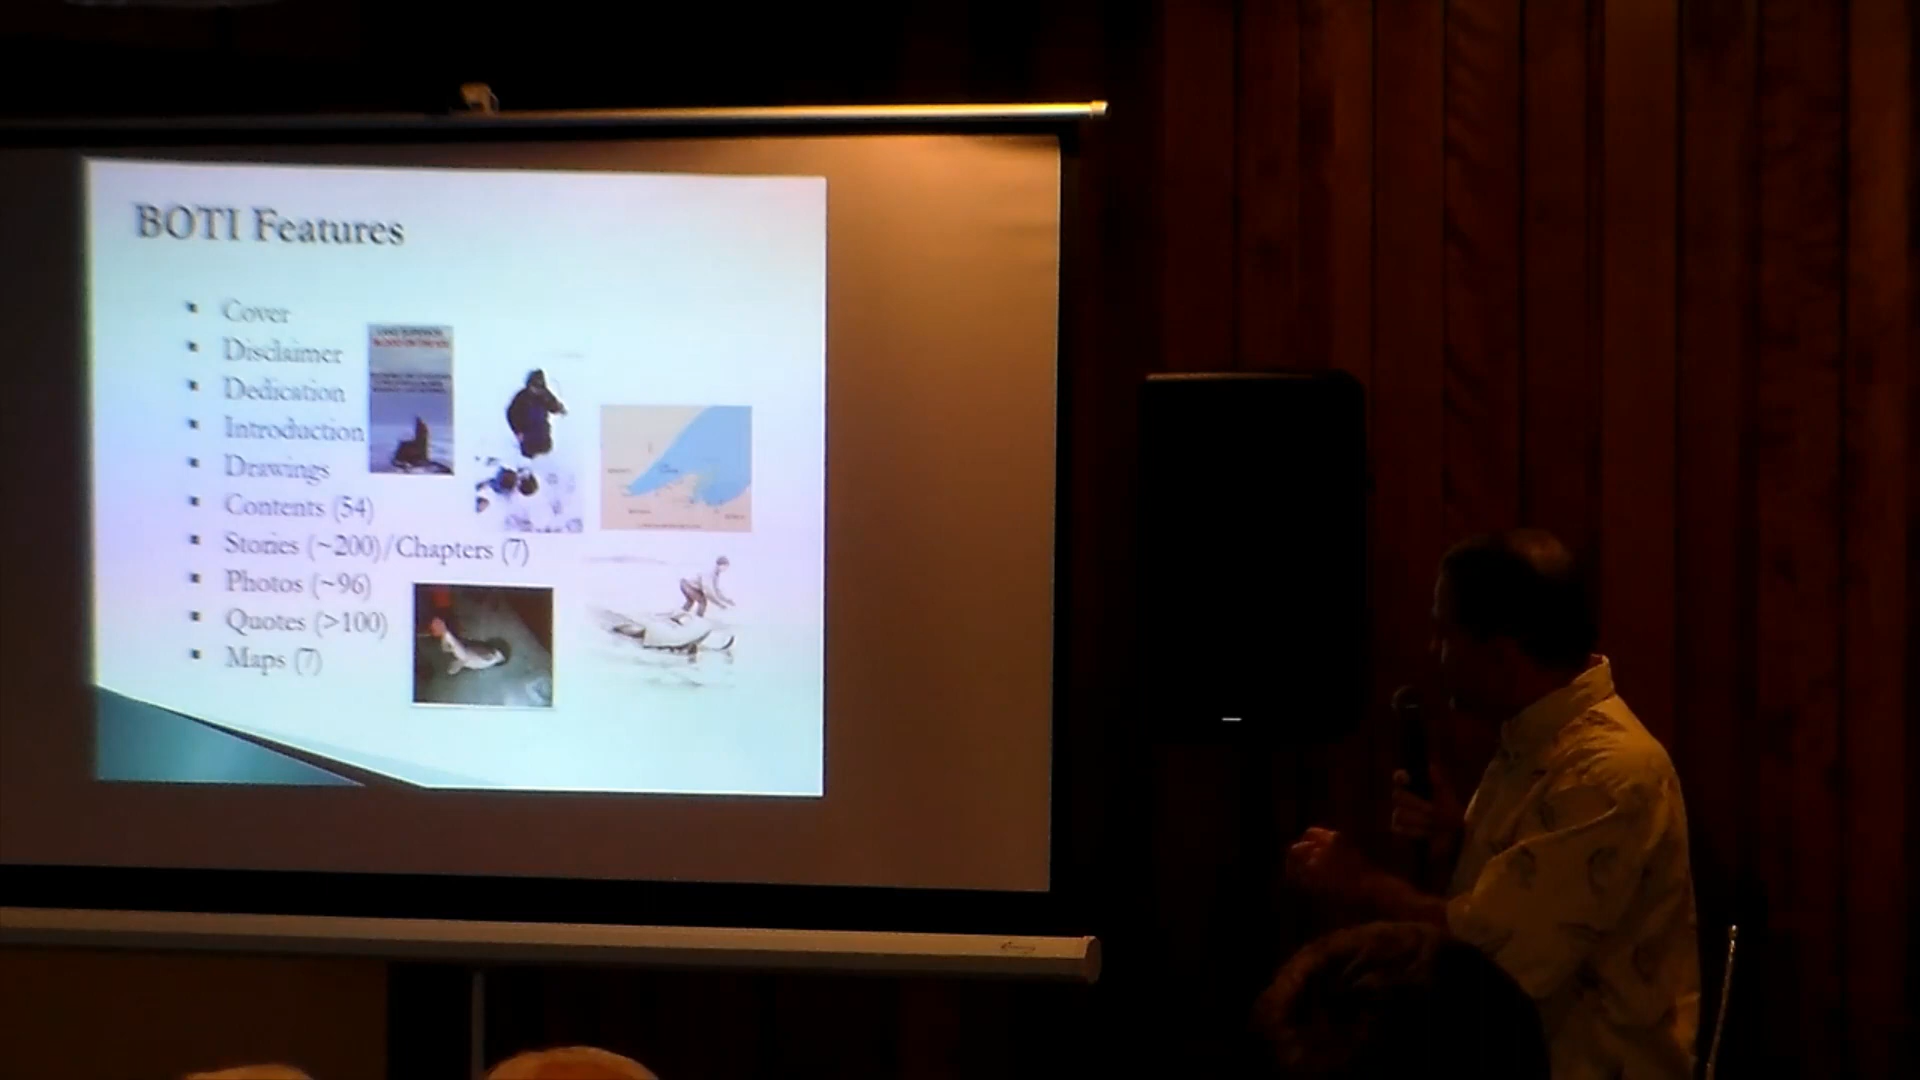 BOTI Features
Cover
Disclaimer
Dedication
Introduction
Drawings
Contents (54)
Stories (~200)/Chapters (7)
Photos (~96)
Quotes (>100)
Maps (7)